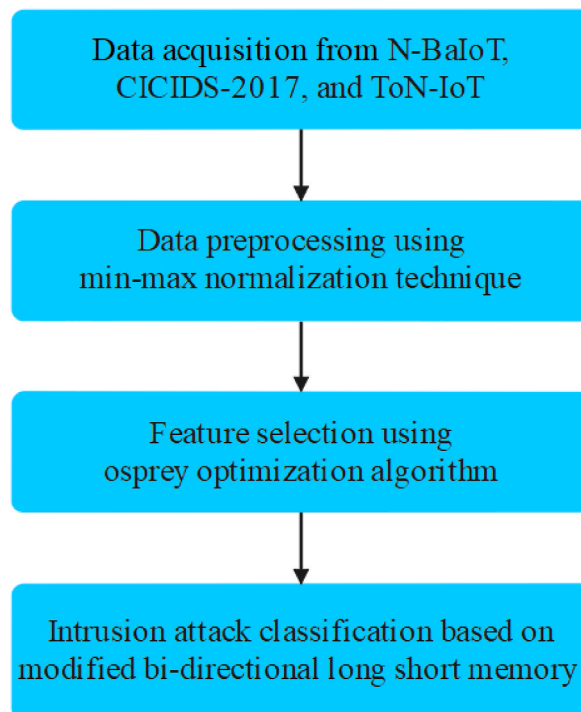 Data acquisition from N-BaIoT,
CICIDS-2017, and ToN-IoT
Data preprocessing using
min-max normalization technique
Feature selection using
osprey optimization algorithm
Intrusion attack classification based on
modified bi-directional long short memory